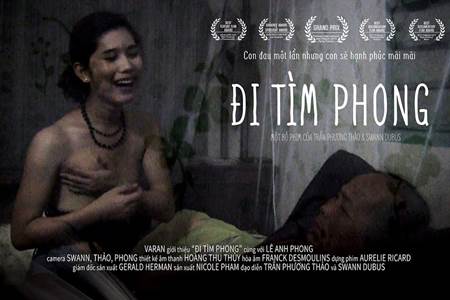 GRAND PRIX
Con đau một lần nhưng con sẽ hạnh phúc mãi mãi
ĐI TÌM PHONG
MỘT BỘ PHIM CỦA TRẦN PHƯƠNG THẢO & SWANN DUBUS
VARAN giới thiệu "ĐI TÌM PHONG" cùng với LÊ ANH PHONG
camera SWANN, THẢO, PHONG thiết kế âm thanh HOÀNG THU THỦY hòa âm FRANCK DESMOULINS dựng phim AURELIE RICARD
giám đốc sản xuất GERALD HERMAN sản xuất NICOLE PHAM đạo diễn TRẦN PHƯƠNG THẢO và SWANN DUBUS